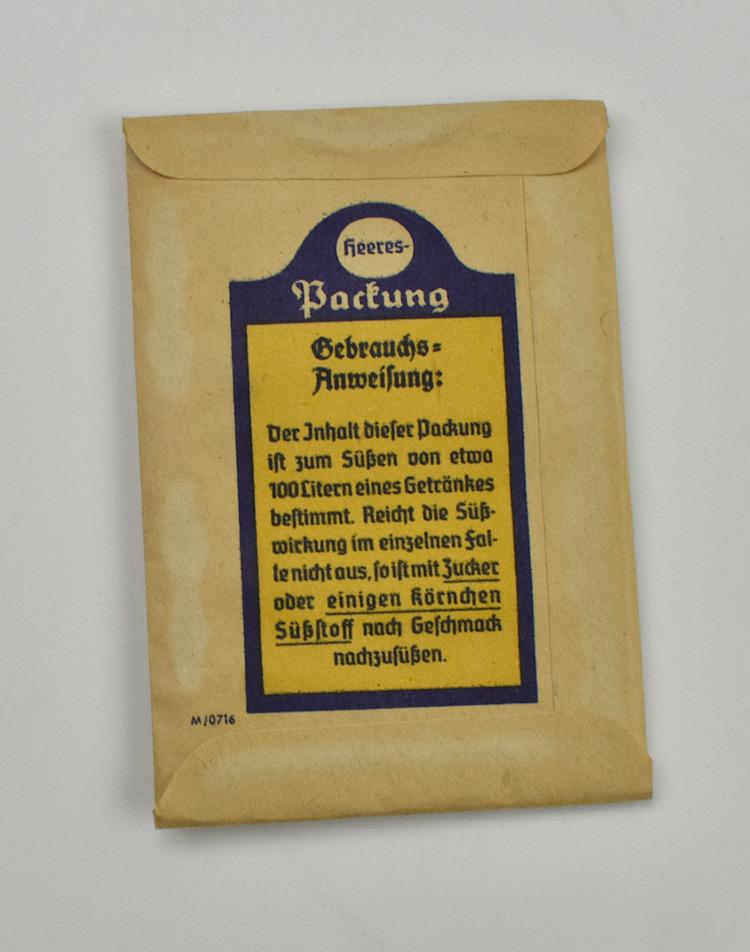 Heeres-
Packung
Gebrauchs-
Anweiſung:
Der Inhalt dieſer Packung
iſt zum Süßen von etwa
100 Litern eines Getränkes
beſtimmt. Reicht die Süß-
wirkung im einzelnen Fal-
le nicht aus, ſo iſt mit Zucker
oder einigen Körnchen
Süßſtoff nach Geſchmack
nachzuſüßen.
M/0716